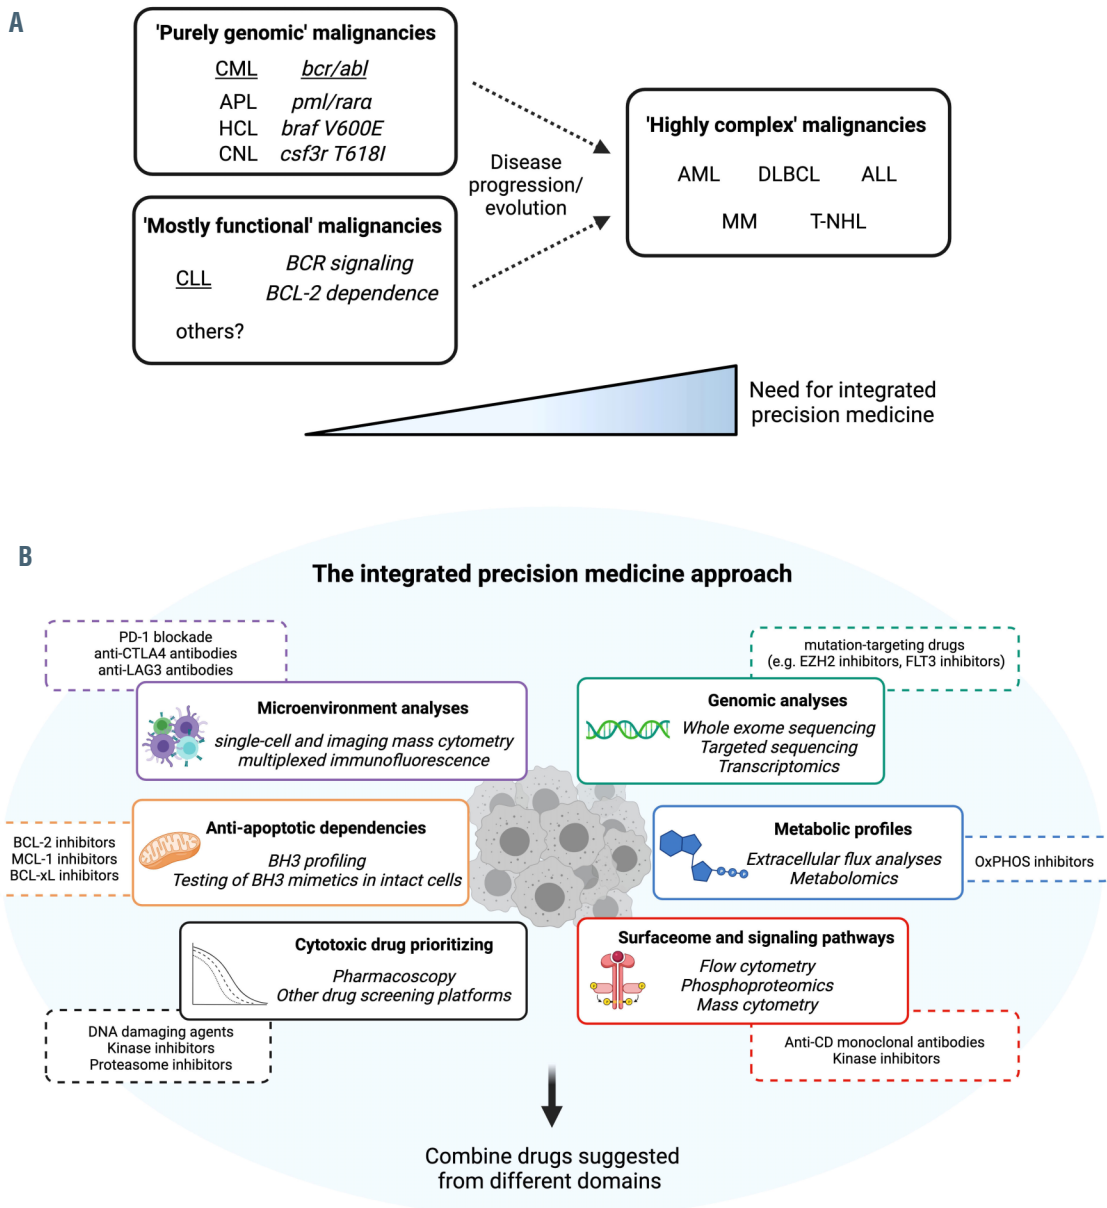 A
'Purely genomic' malignancies
CML bcr/abl
APL pml/rarα
HCL braf V600E
CNL csf3r T618I
'Mostly functional' malignancies
CLL
BCR signaling
BCL-2 dependence
others?
Disease
progression/
evolution
'Highly complex' malignancies
AML DLBCL ALL
MM T-NHL
Need for integrated
precision medicine
B
The integrated precision medicine approach
PD-1 blockade
anti-CTLA4 antibodies
anti-LAG3 antibodies
Microenvironment analyses
single-cell and imaging mass cytometry
multiplexed immunofluorescence
mutation-targeting drugs
(e.g. EZH2 inhibitors, FLT3 inhibitors)
Genomic analyses
Whole exome sequencing
Targeted sequencing
Transcriptomics
BCL-2 inhibitors
MCL-1 inhibitors
BCL-xL inhibitors
Anti-apoptotic dependencies
BH3 profiling
Testing of BH3 mimetics in intact cells
Metabolic profiles
Extracellular flux analyses
Metabolomics
P P P
OxPHOS inhibitors
Cytotoxic drug prioritizing
Pharmacoscopy
Other drug screening platforms
DNA damaging agents
Kinase inhibitors
Proteasome inhibitors
Surfaceome and signaling pathways
Flow cytometry
Phosphoproteomics
Mass cytometry
Anti-CD monoclonal antibodies
Kinase inhibitors
Combine drugs suggested
from different domains